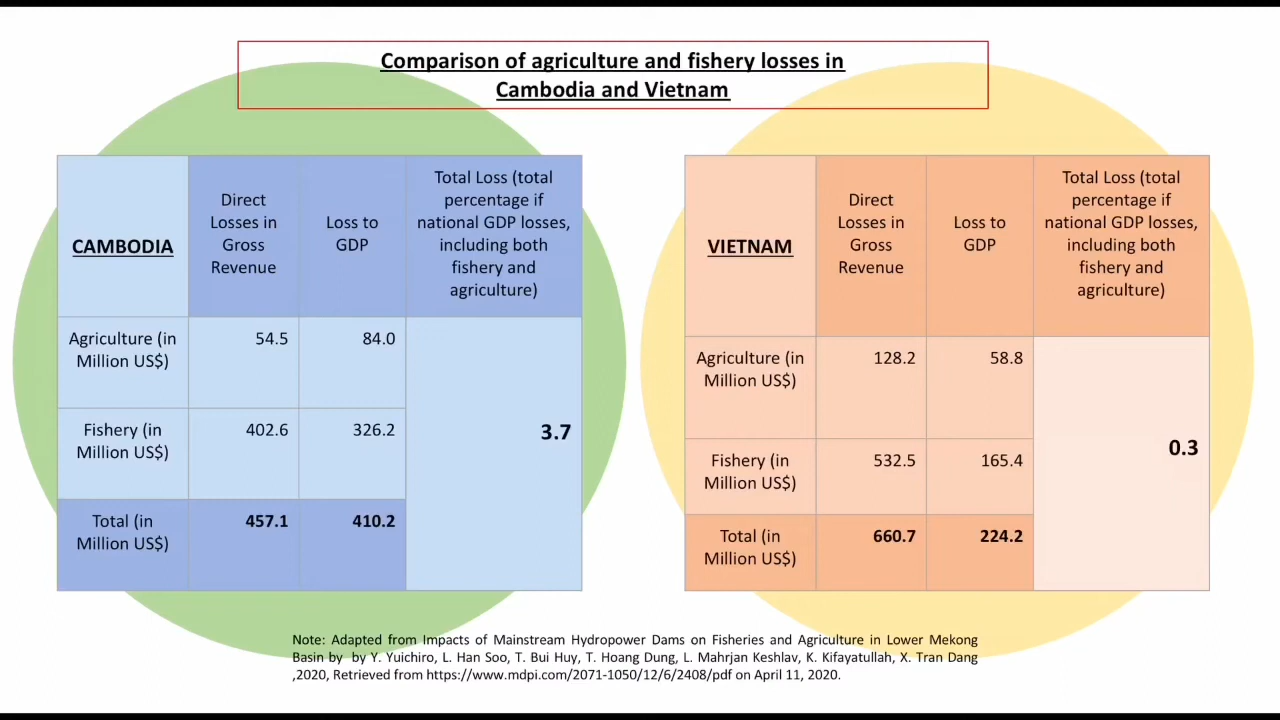 Comparison of agriculture and fishery losses in
Cambodia and Vietnam
CAMBODIA
Direct
Losses in
Gross
Revenue
Loss to
GDP
Total Loss (total
percentage if
national GDP losses,
including both
fishery and
agriculture)
Agriculture (in
Million US$)
54.5
84.0
3.7
Fishery (in
Million US$)
402.6
326.2
Total (in
Million US$)
457.1
410.2
VIETNAM
Direct
Losses in
Gross
Revenue
Loss to
GDP
Total Loss (total
percentage if
national GDP losses,
including both
fishery and
agriculture)
Agriculture (in
Million US$)
128.2
58.8
0.3
Fishery (in
Million US$)
532.5
165.4
Total (in
Million US$)
660.7
224.2
Note: Adapted from Impacts of Mainstream Hydropower Dams on Fisheries and Agriculture in Lower Mekong
Basin by by Y. Yuichiro, L. Han Soo, T. Bui Huy, T. Hoang Dung, L. Mahrjan Keshlav, K. Kifayatullah, X. Tran Dang
,2020, Retrieved from https://www.mdpi.com/2071-1050/12/6/2408/pdf on April 11, 2020.